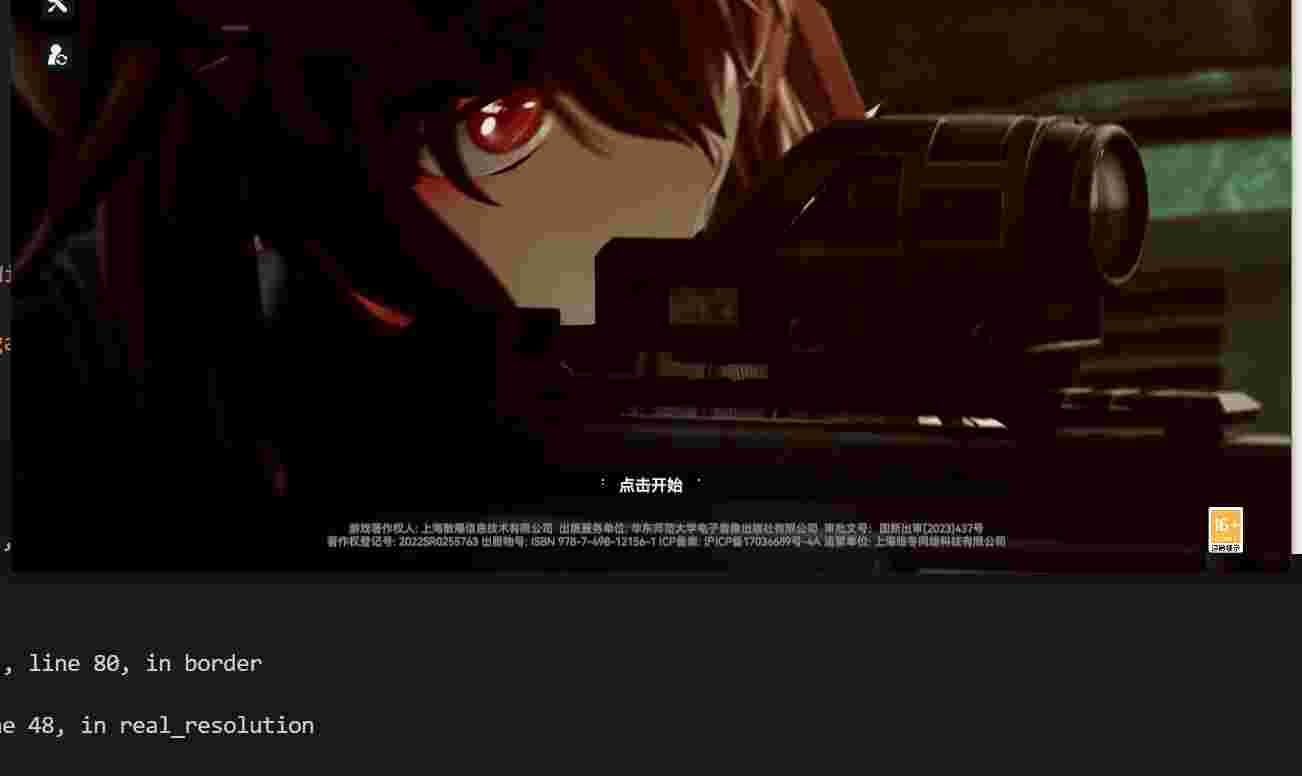 点击开始
游戏著作权人: 上海散爆信息技术有限公司 出版服务单位: 华东师范大学电子音像出版社有限公司 审批文号: 国新出审[2023]437号
著作权登记号: 2022SR0255763 出版物号: ISBN 978-7-498-12156-1 ICP备案: 沪ICP备17036689号-4A 运营单位: 上海
网络科技有限公司
16+
适龄提示
,
, line 80, in border
e 48, in real_resolution